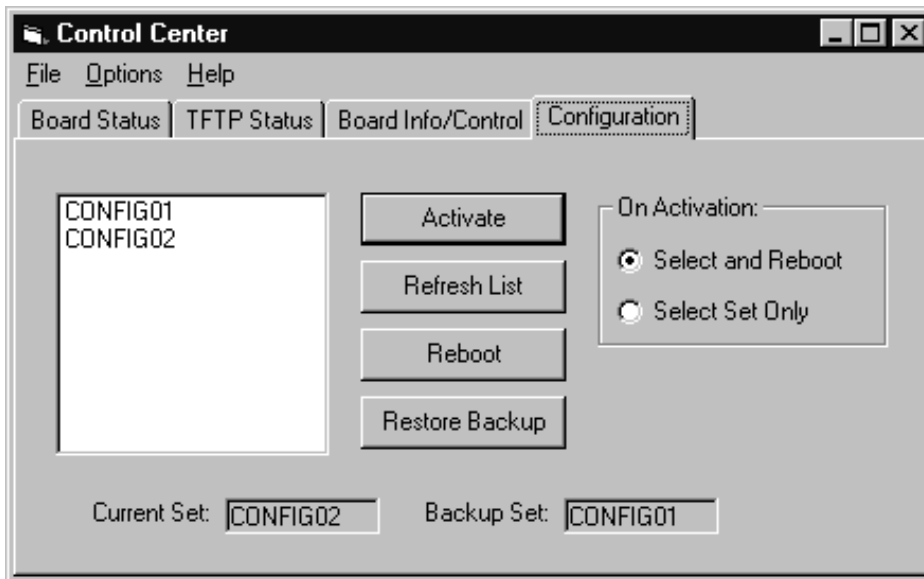 Control Center
File Options Help
Board Status TFTP Status Board Info/Control Configuration
CONFIG01
CONFIG02
Activate
Refresh List
Reboot
Restore Backup
On Activation:
Select and Reboot
Select Set Only
Current Set: CONFIG02 Backup Set: CONFIG01